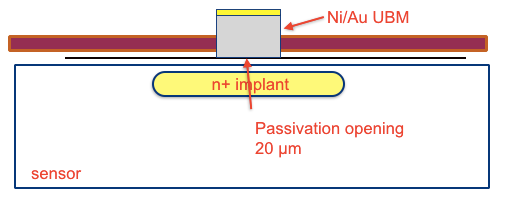 Ni/Au UBM
n+ implant
Passivation opening
20 μm
sensor